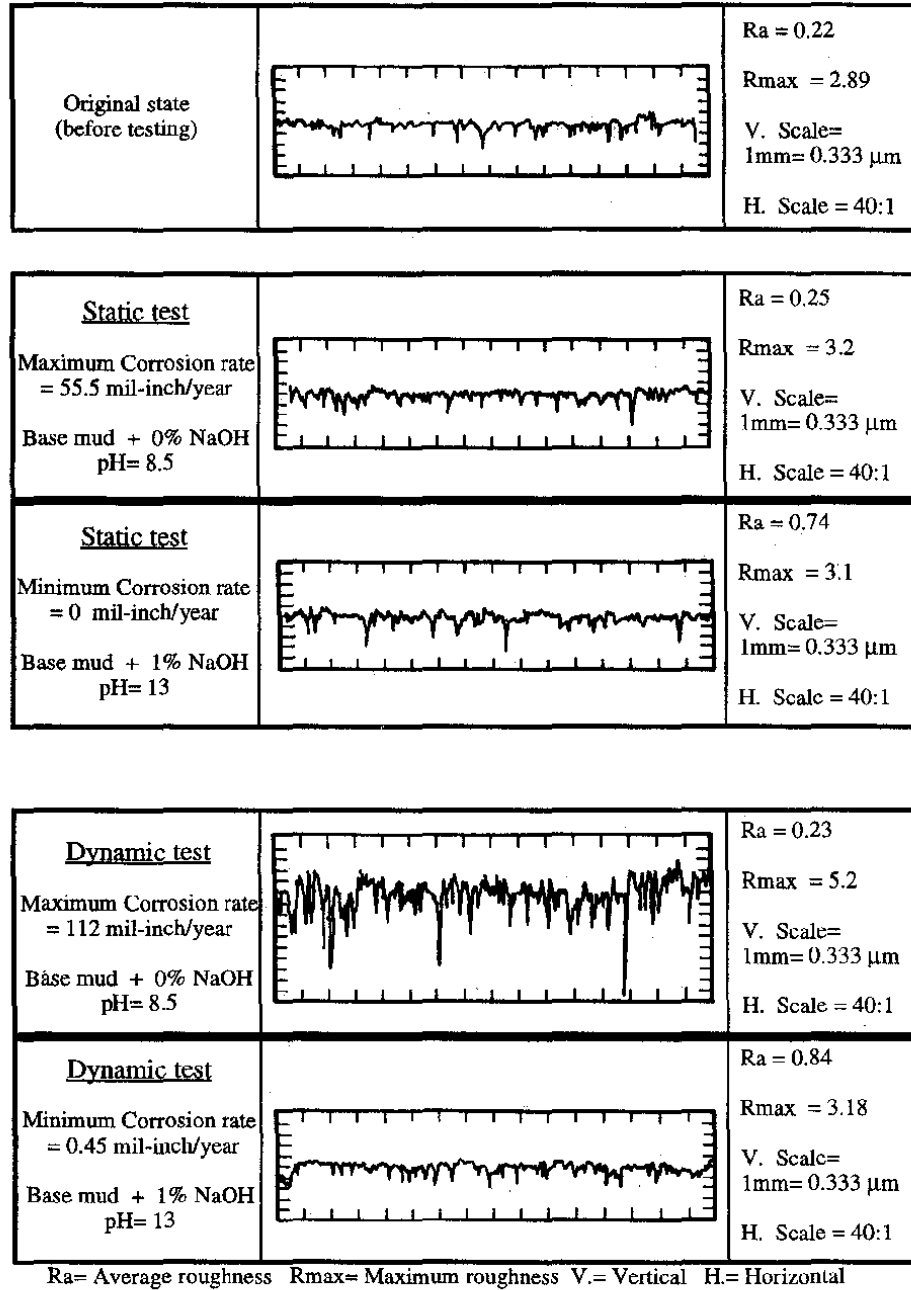 Original state
(before testing)
Ra = 0.22
Rmax = 2.89
V. Scale=
1mm= 0.333 μm
H. Scale = 40:1
Static test
Maximum Corrosion rate
= 55.5 mil-inch/year
Base mud + 0% NaOH
pH= 8.5
Ra = 0.25
Rmax = 3.2
V. Scale=
1mm= 0.333 μm
H. Scale = 40:1
Static test
Minimum Corrosion rate
= 0 mil-inch/year
Base mud + 1% NaOH
pH= 13
Ra = 0.74
Rmax = 3.1
V. Scale=
1mm= 0.333 μm
H. Scale = 40:1
Dynamic test
Maximum Corrosion rate
= 112 mil-inch/year
Base mud + 0% NaOH
pH= 8.5
Ra = 0.23
Rmax = 5.2
V. Scale=
1mm= 0.333 μm
H. Scale = 40:1
Dynamic test
Minimum Corrosion rate
= 0.45 mil-inch/year
Base mud + 1% NaOH
pH= 13
Ra = 0.84
Rmax = 3.18
V. Scale=
1mm= 0.333 μm
H. Scale = 40:1
Ra= Average roughness Rmax= Maximum roughness V.= Vertical H.= Horizontal